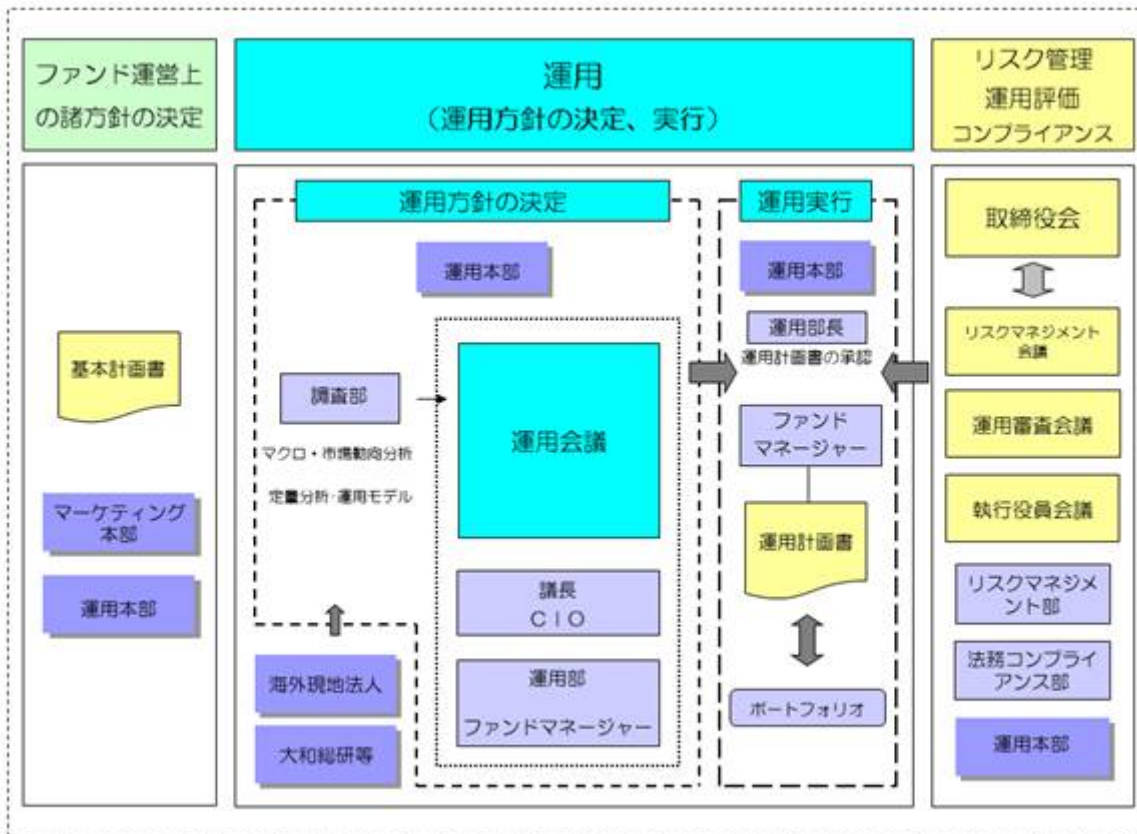 ファンド運営上
の諸方針の決定
運用
（運用方針の決定、実行）
リスク管理
運用評価
コンプライアンス
基本計画書
マーケティング
本部
運用本部
運用方針の決定
運用本部
調査部
マクロ・市場動向分析
定量分析・運用モデル
運用会議
議長
ＣＩＯ
運用部
ファンドマネージャー
海外現地法人
大和総研等
運用実行
運用本部
運用部長
運用計画書の承認
ファンド
マネージャー
運用計画書
ポートフォリオ
取締役会
リスクマネジメント
会議
運用審査会議
執行役員会議
リスクマネジメ
ント部
法務コンプライ
アンス部
運用本部